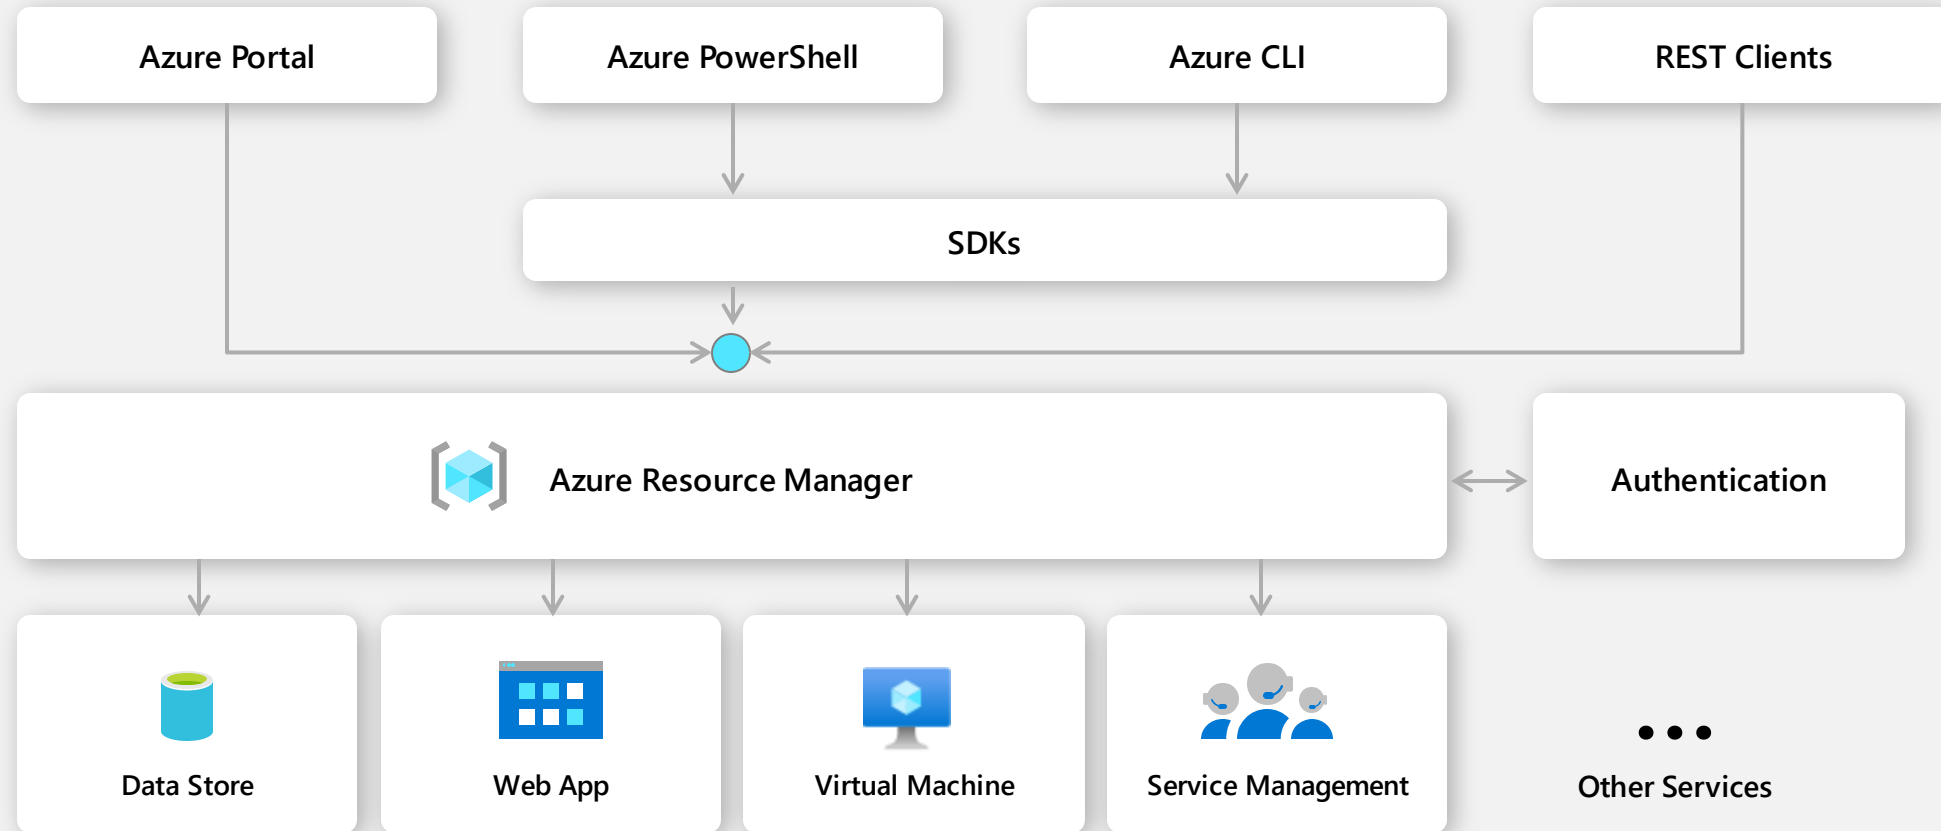 Azure Portal
Azure PowerShell
Azure CLI
REST Clients
SDKs
Azure Resource Manager
Authentication
Data Store
Web App
Virtual Machine
Service Management
Other Services